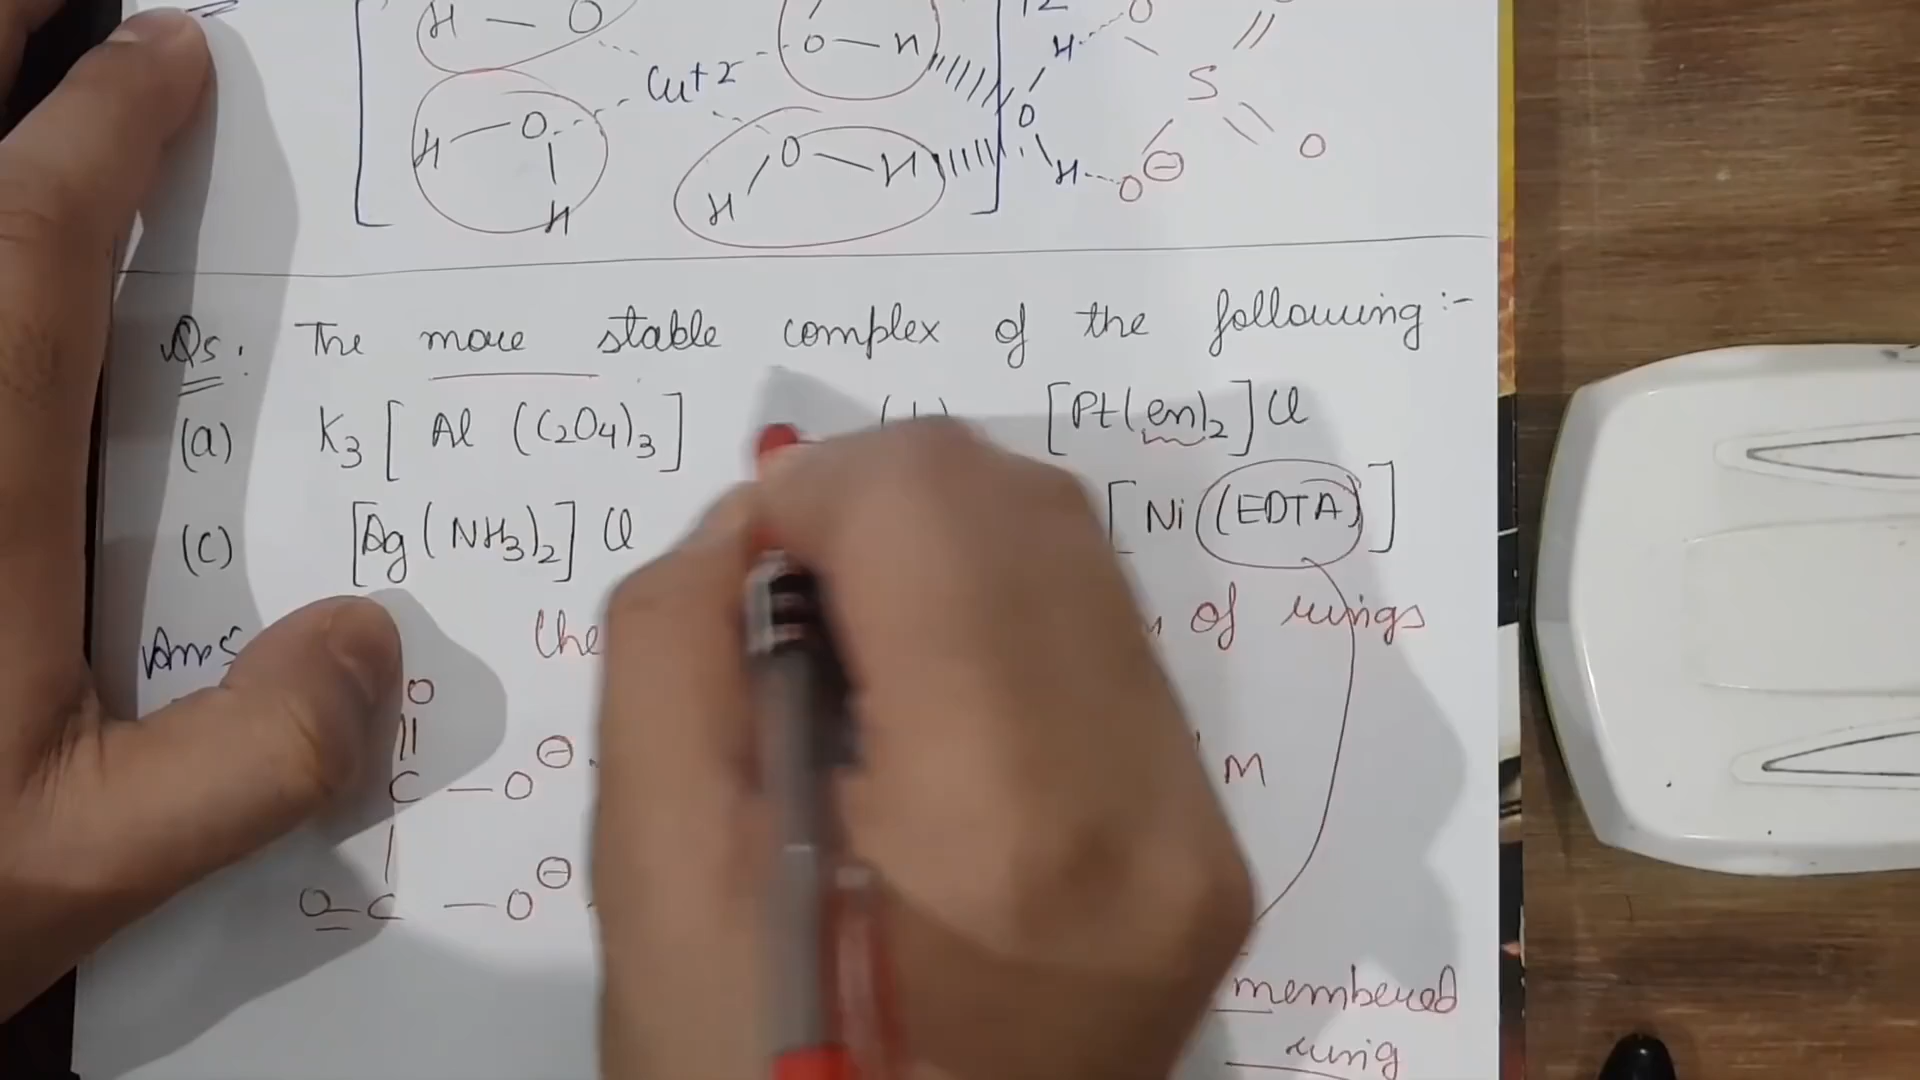 H — O
O — H
Cu+2
H
O
S
H — O
H
O — H
H
O
H
O
⊖
O
Qs. The more stable complex of the following:-
(a) K3 [ Al (C2O4)3 ] [Pt(en)2]Cl
(c) [Ag(NH3)2] Cl [Ni (EDTA)]
Ans of rings
O
||
C — O ⊖ M
|
O = C — O ⊖
membered
ring